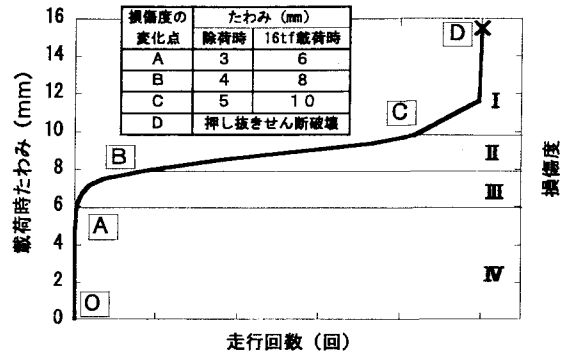 損傷度の変化点 たわみ (mm)
除荷時 16tf載荷時
A 3 6
B 4 8
C 5 10
D 押し抜きせん断破壊
16
14
12
10
8
6
4
2
0
載荷時たわみ (mm)
O
A
B
C
D
Ⅰ
Ⅱ
Ⅲ
Ⅳ
損傷度
走行回数 (回)